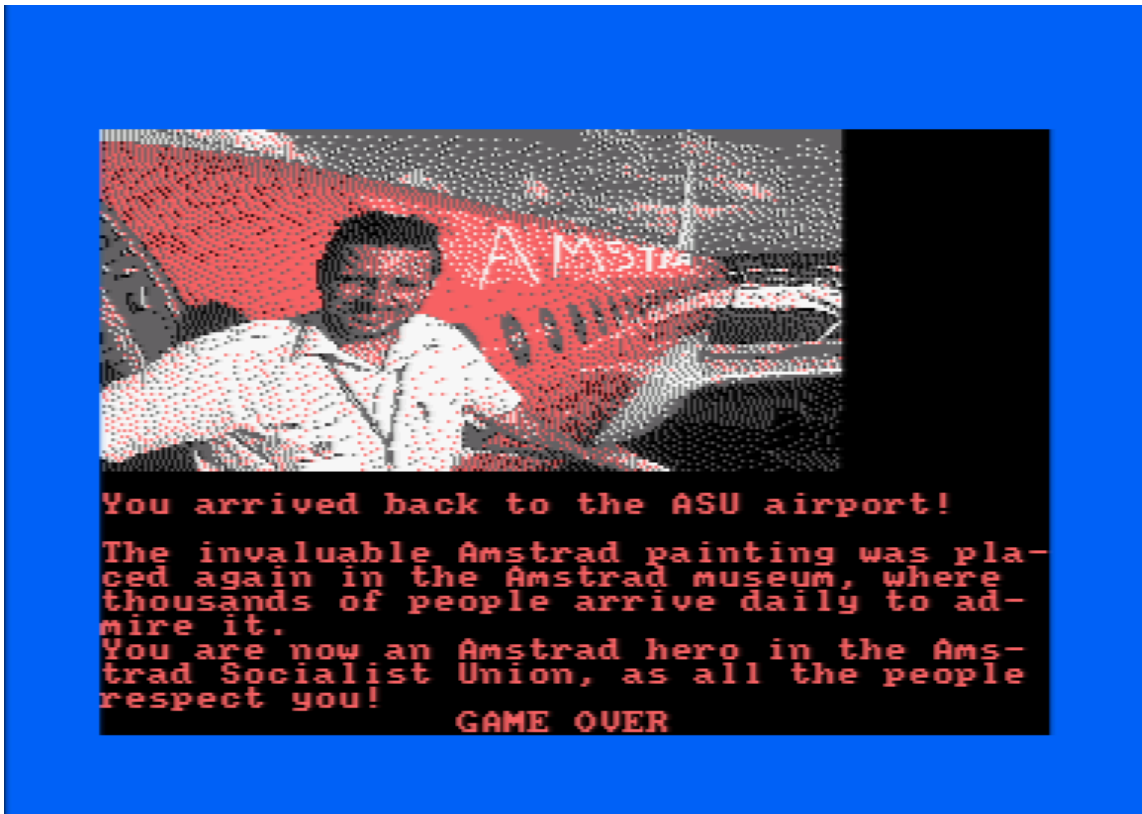 AMSTRA
You arrived back to the ASU airport!
The invaluable Amstrad painting was pla-
ced again in the Amstrad museum, where
thousands of people arrive daily to ad-
mire it.
You are now an Amstrad hero in the Ams-
trad Socialist Union, as all the people
respect you!
GAME OVER